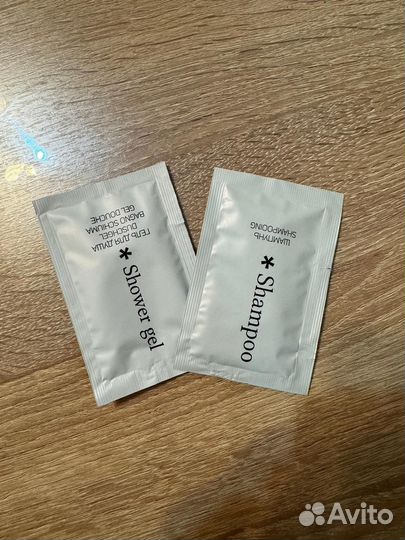 ГЕЛЬ ДЛЯ ДУША
DUSCHGEL
BAGNO SCHIUMA
GEL DOUCHE
* Shower gel
ШАМПУНЬ
SHAMPOOING
* Shampoo
Avito